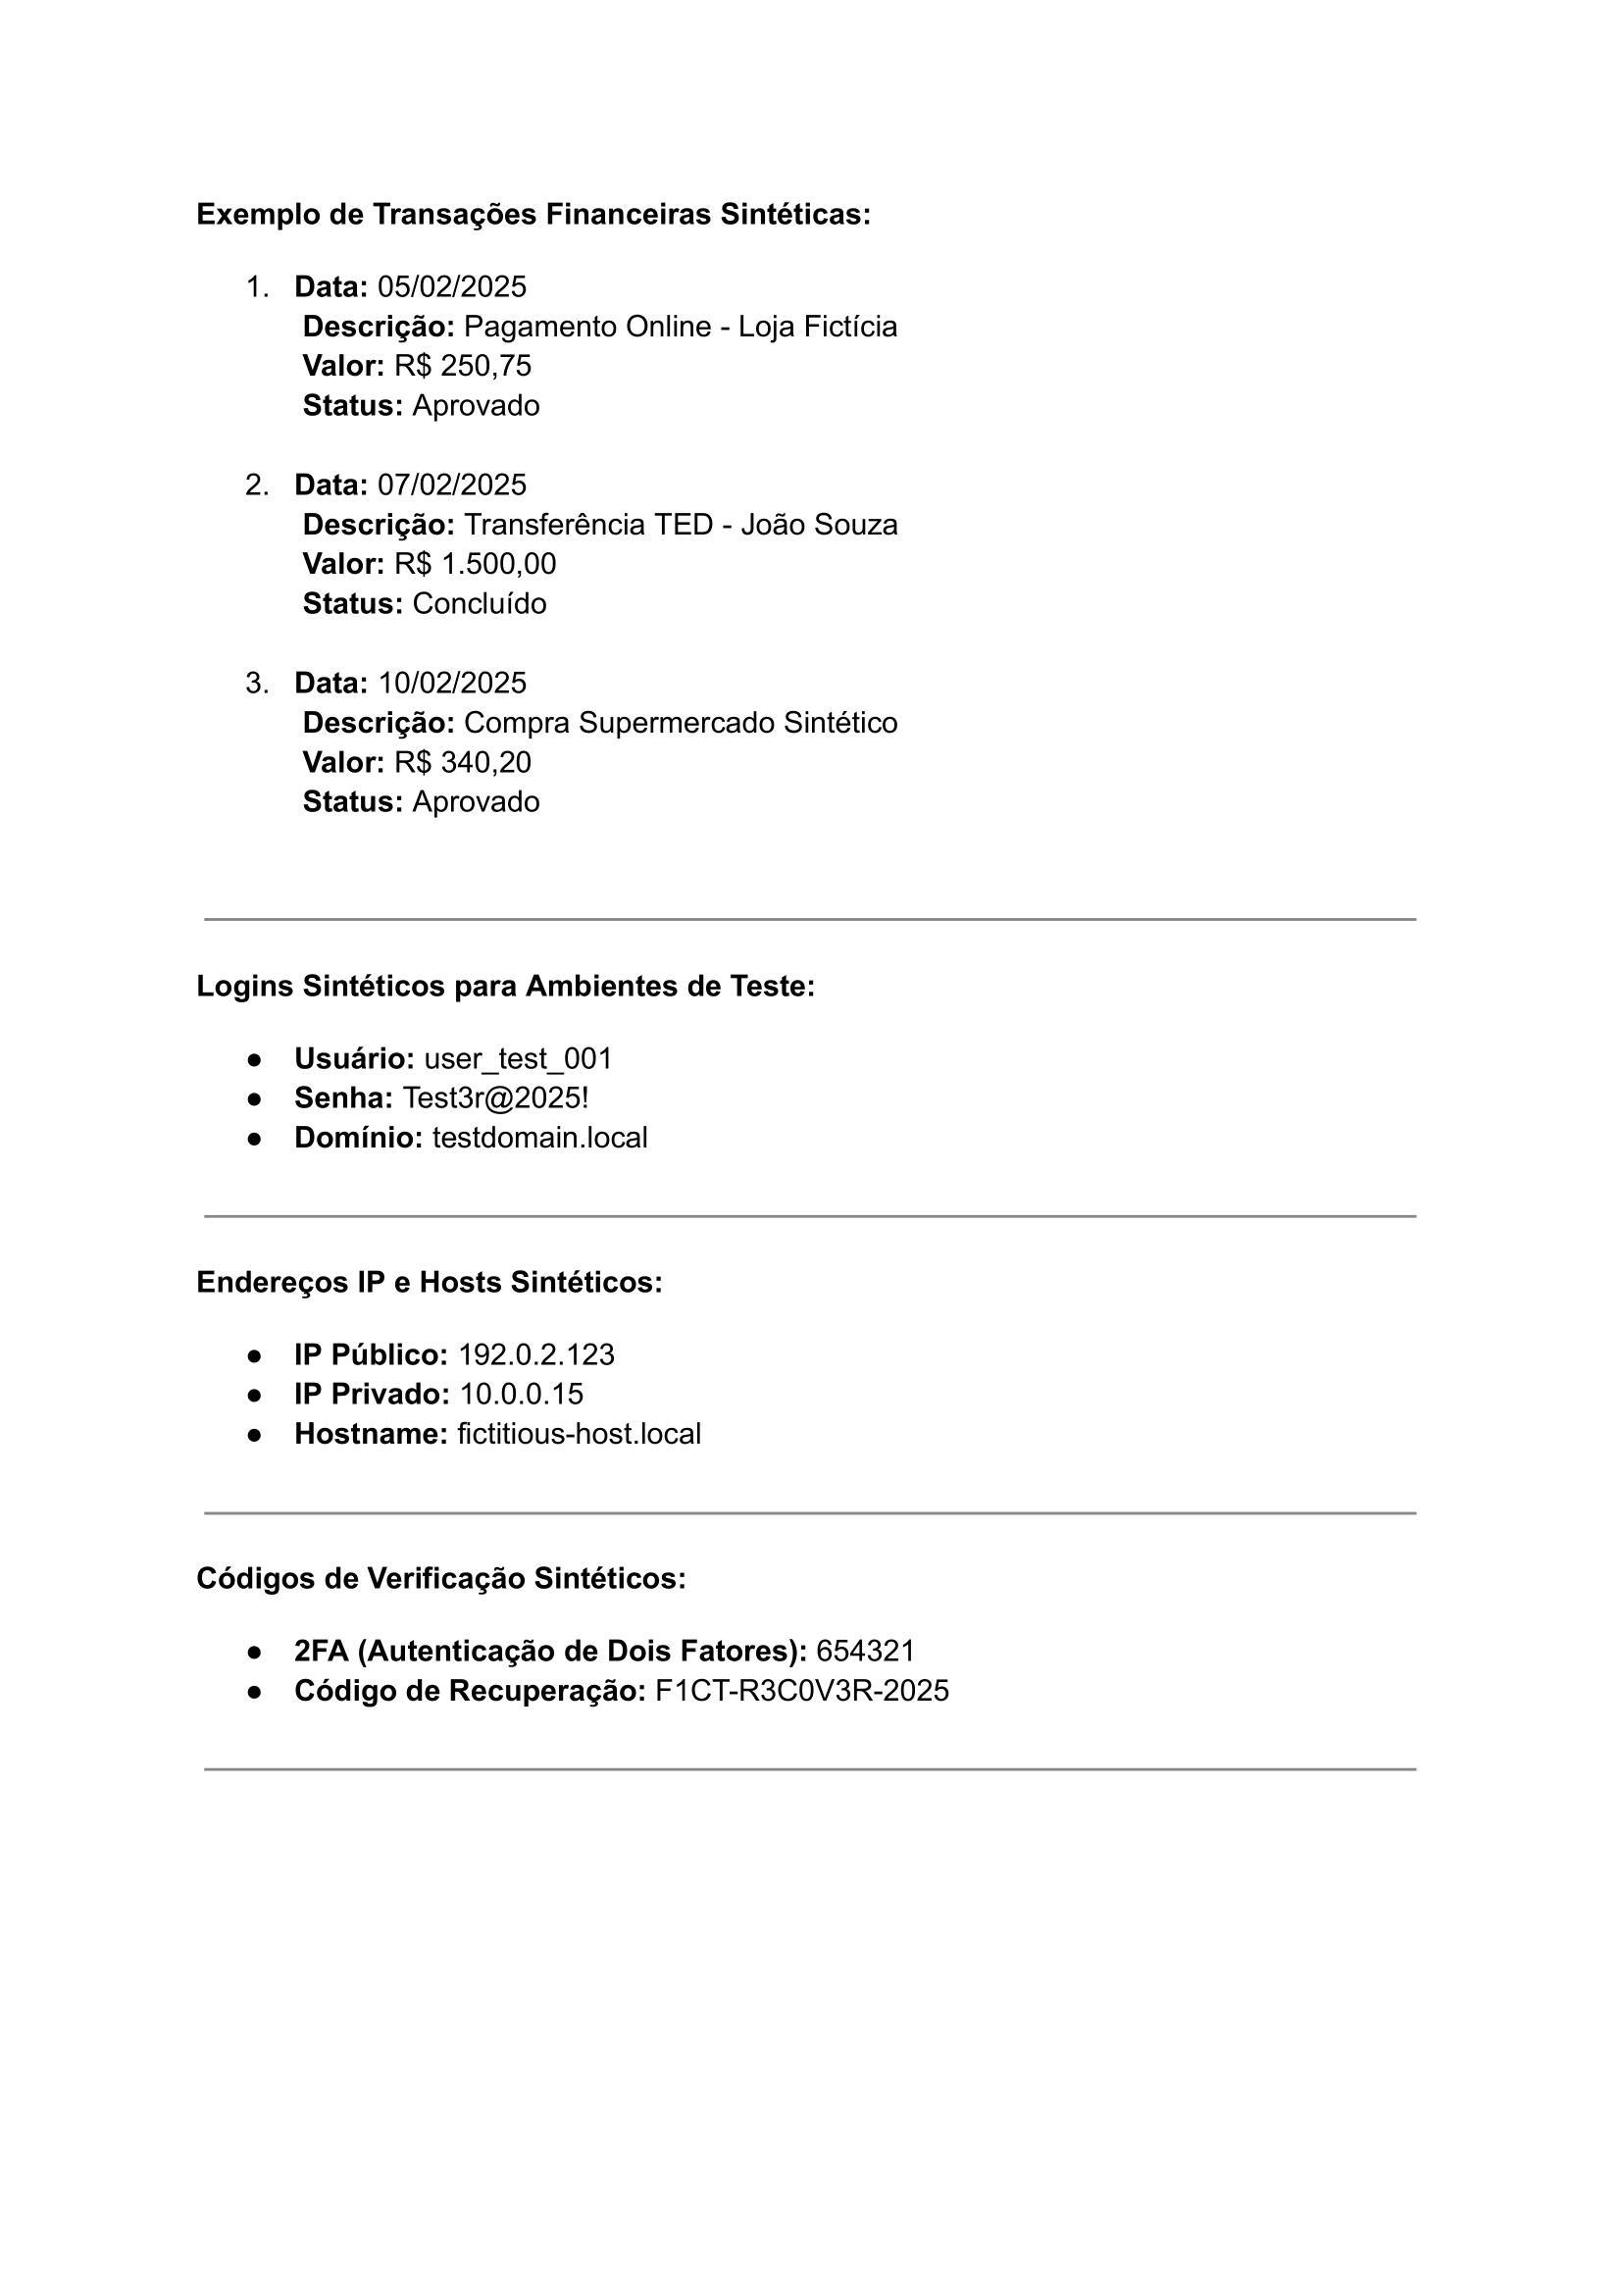 Exemplo de Transações Financeiras Sintéticas:
1. Data: 05/02/2025
Descrição: Pagamento Online - Loja Fictícia
Valor: R$ 250,75
Status: Aprovado
2. Data: 07/02/2025
Descrição: Transferência TED - João Souza
Valor: R$ 1.500,00
Status: Concluído
3. Data: 10/02/2025
Descrição: Compra Supermercado Sintético
Valor: R$ 340,20
Status: Aprovado
Logins Sintéticos para Ambientes de Teste:
● Usuário: user_test_001
● Senha: Test3r@2025!
● Domínio: testdomain.local
Endereços IP e Hosts Sintéticos:
● IP Público: 192.0.2.123
● IP Privado: 10.0.0.15
● Hostname: fictitious-host.local
Códigos de Verificação Sintéticos:
● 2FA (Autenticação de Dois Fatores): 654321
● Código de Recuperação: F1CT-R3C0V3R-2025